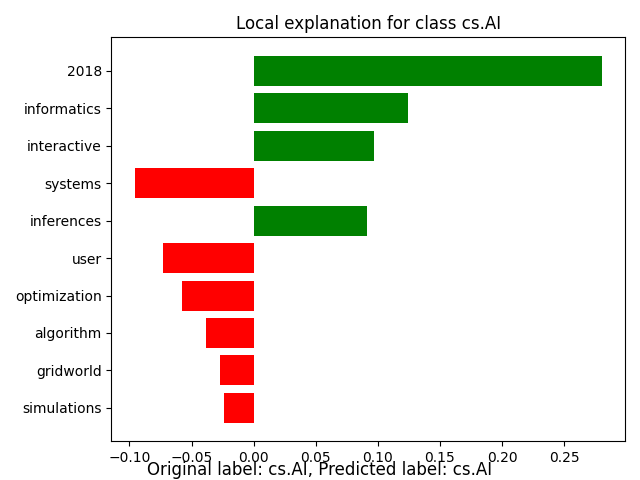 Local explanation for class cs.AI
2018
informatics
interactive
systems
inferences
user
optimization
algorithm
gridworld
simulations
−0.10 −0.05 0.00 0.05 0.10 0.15 0.20 0.25
Original label: cs.AI, Predicted label: cs.AI